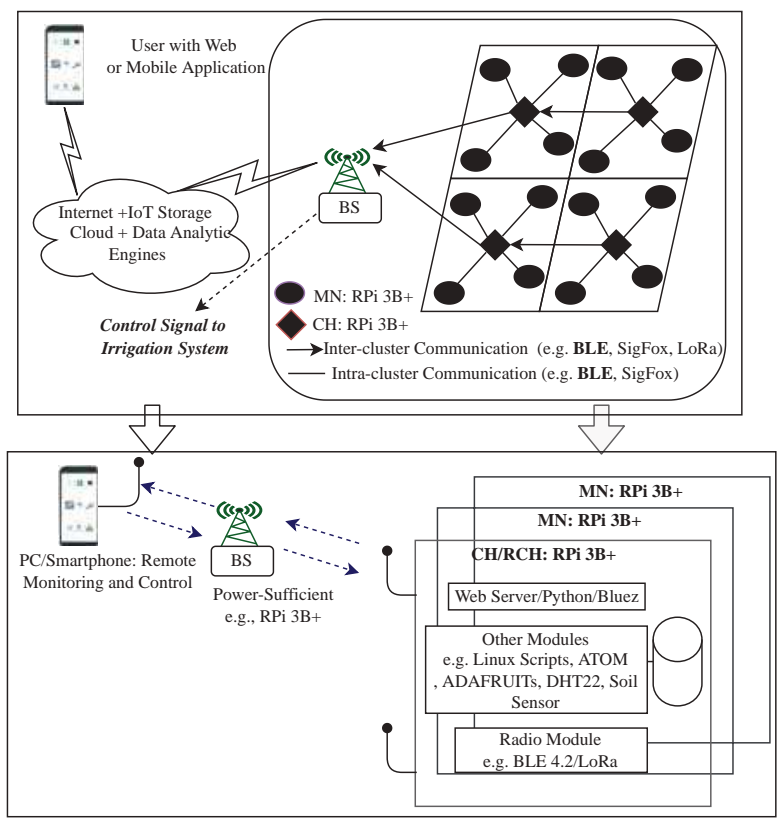 User with Web
or Mobile Application
BS
Internet +IoT Storage
Cloud + Data Analytic
Engines
Control Signal to
Irrigation System
MN: RPi 3B+
CH: RPi 3B+
Inter-cluster Communication (e.g. BLE, SigFox, LoRa)
Intra-cluster Communication (e.g. BLE, SigFox)
PC/Smartphone: Remote
Monitoring and Control
BS
Power-Sufficient
e.g., RPi 3B+
MN: RPi 3B+
MN: RPi 3B+
CH/RCH: RPi 3B+
Web Server/Python/Bluez
Other Modules
e.g. Linux Scripts, ATOM
, ADAFRUITs, DHT22, Soil
Sensor
Radio Module
e.g. BLE 4.2/LoRa